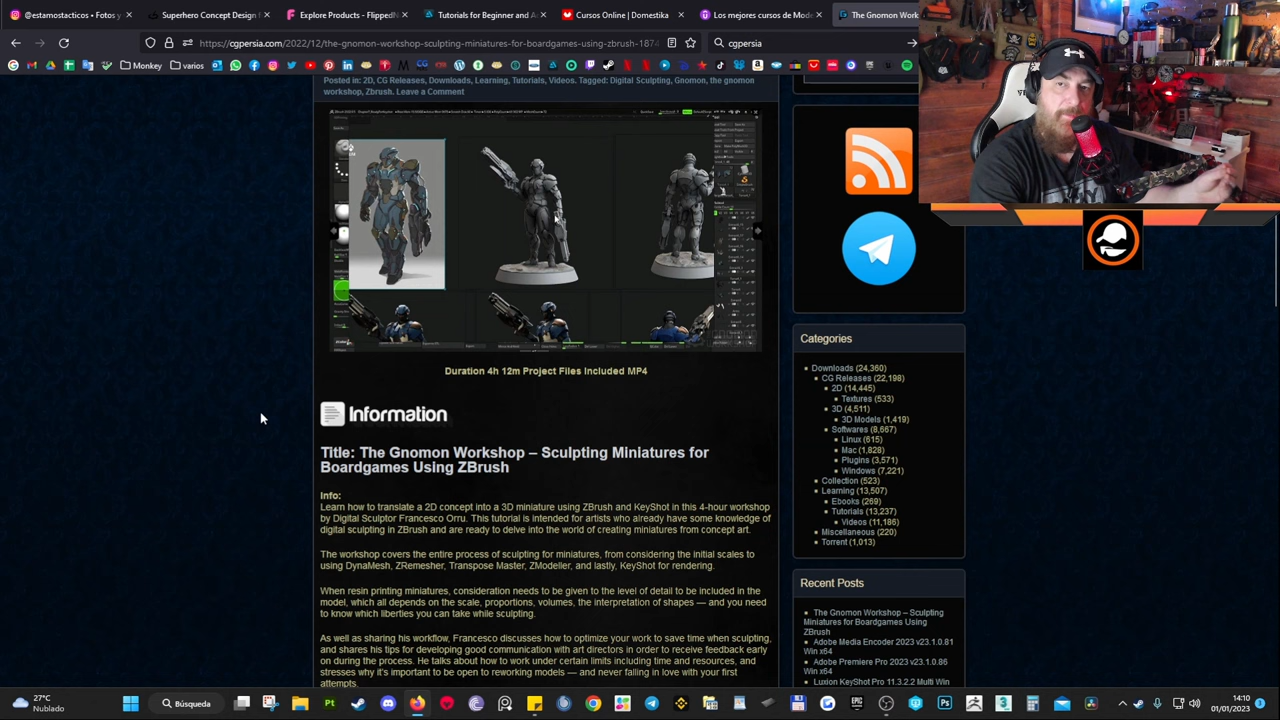 @estamostacticos • Fotos y
Superhero Concept Design f
Explore Products - FlippedN
Tutorials for Beginner and As
Cursos Online | Domestika
Los mejores cursos de Mode
The Gnomon Work
https://cgpersia.com/2022/12/the-gnomon-workshop-sculpting-miniatures-for-boardgames-using-zbrush-1874
cgpersia
Monkey
varios
Posted in: 2D, CG Releases, Downloads, Learning, Tutorials, Videos. Tagged: Digital Sculpting, Gnomon, the gnomon
workshop, Zbrush. Leave a Comment
Duration 4h 12m Project Files Included MP4
Information
Title: The Gnomon Workshop – Sculpting Miniatures for
Boardgames Using ZBrush
Info:
Learn how to translate a 2D concept into a 3D miniature using ZBrush and KeyShot in this 4-hour workshop
by Digital Sculptor Francesco Orru. This tutorial is intended for artists who already have some knowledge of
digital sculpting in ZBrush and are ready to delve into the world of creating miniatures from concept art.
The workshop covers the entire process of sculpting for miniatures, from considering the initial scales to
using DynaMesh, ZRemesher, Transpose Master, ZModeller, and lastly, KeyShot for rendering.
When resin printing miniatures, consideration needs to be given to the level of detail to be included in the
model, which all depends on the scale, proportions, volumes, the interpretation of shapes — and you need
to know which liberties you can take while sculpting.
As well as sharing his workflow, Francesco discusses how to optimize your work to save time when sculpting,
and shares his tips for developing good communication with art directors in order to receive feedback early
on during the process. He talks about how to work under certain limits including time and resources, and
stresses why it's important to be open to reworking models — and never falling in love with your first
attempts.
Categories
Downloads (24,360)
CG Releases (22,198)
2D (14,445)
Textures (533)
3D (4,511)
3D Models (1,419)
Softwares (8,667)
Linux (615)
Mac (1,828)
Plugins (3,571)
Windows (7,221)
Collection (523)
Learning (13,507)
Ebooks (269)
Tutorials (13,237)
Videos (11,186)
Miscellaneous (220)
Torrent (1,013)
Recent Posts
The Gnomon Workshop – Sculpting
Miniatures for Boardgames Using
ZBrush
Adobe Media Encoder 2023 v23.1.0.81
Win x64
Adobe Premiere Pro 2023 v23.1.0.86
Win x64
Luxion KeyShot Pro 11.3.2.2 Multi Win
27°C
Nublado
Búsqueda
14:10
01/01/2023